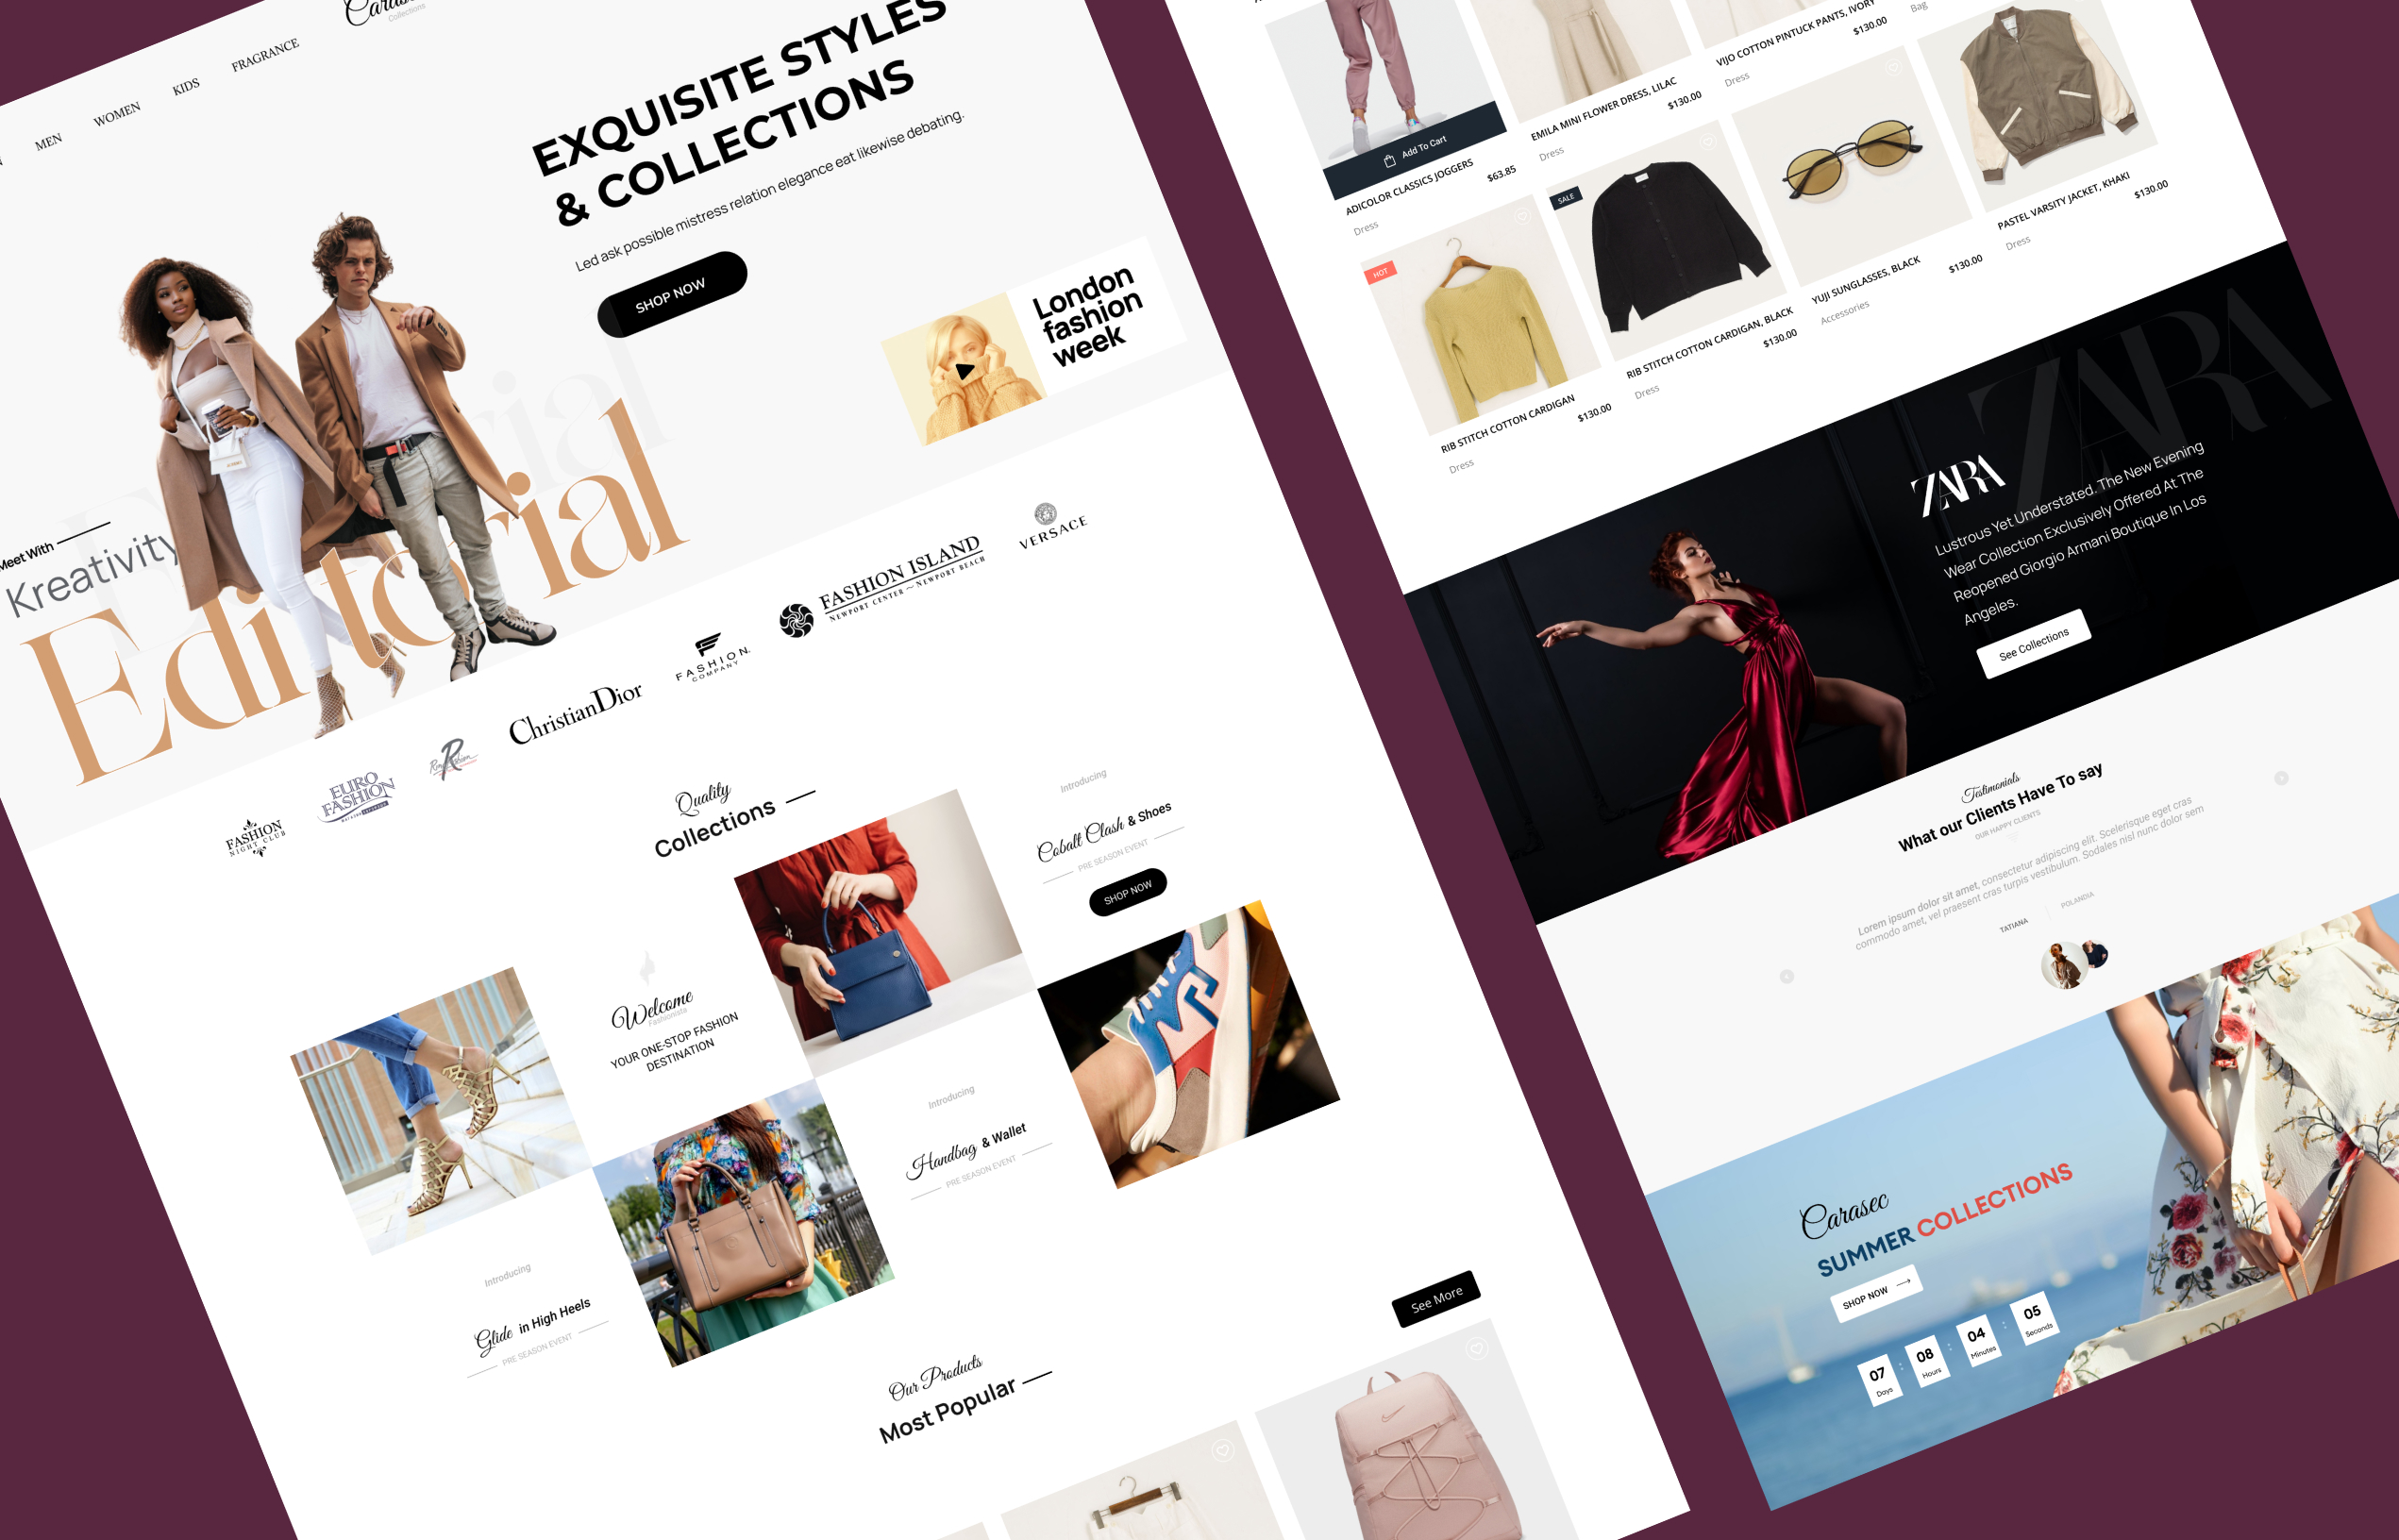 Collections
MEN
WOMEN
KIDS
FRAGRANCE
EXQUISITE STYLES
& COLLECTIONS
Led ask possible mistress relation elegance eat likewise debating.
SHOP NOW
London
fashion
week
Meet With
Kreativity
Editorial
FASHION
NIGHT CLUB
EURO
FASHION
R
ChristianDior
FASHION
COMPANY
FASHION ISLAND
NEWPORT CENTER ~ NEWPORT BEACH
VERSACE
Quality
Collections
Introducing
Cobalt Clash & Shoes
PRE SEASON EVENT
SHOP NOW
Welcome
Fashionista
YOUR ONE-STOP FASHION
DESTINATION
Introducing
Handbag & Wallet
PRE SEASON EVENT
Introducing
Glide in High Heels
PRE SEASON EVENT
Our Products
Most Popular
See More
Add To Cart
ADICOLOR CLASSICS JOGGERS
Dress
$63.85
EMILA MINI FLOWER DRESS, LILAC
Dress
$130.00
VIJO COTTON PINTUCK PANTS, IVORY
Dress
$130.00
Bag
HOT
RIB STITCH COTTON CARDIGAN
Dress
$130.00
SALE
RIB STITCH COTTON CARDIGAN, BLACK
Dress
$130.00
YUJI SUNGLASSES, BLACK
Accessories
$130.00
PASTEL VARSITY JACKET, KHAKI
Dress
$130.00
ZARA
ZARA
Lustrous Yet Understated. The New Evening
Wear Collection Exclusively Offered At The
Reopened Giorgio Armani Boutique In Los
Angeles.
See Collections
Testimonials
What our Clients Have To say
OUR HAPPY CLIENTS
Lorem ipsum dolor sit amet, consectetur adipiscing elit. Scelerisque eget cras
commodo amet, vel praesent cras turpis vestibulum. Sodales nisl nunc dolor sem
TATIANA
POLANDIA
Carasec
SUMMER COLLECTIONS
SHOP NOW
07 : 08 : 04 : 05
Days Hours Minutes Seconds